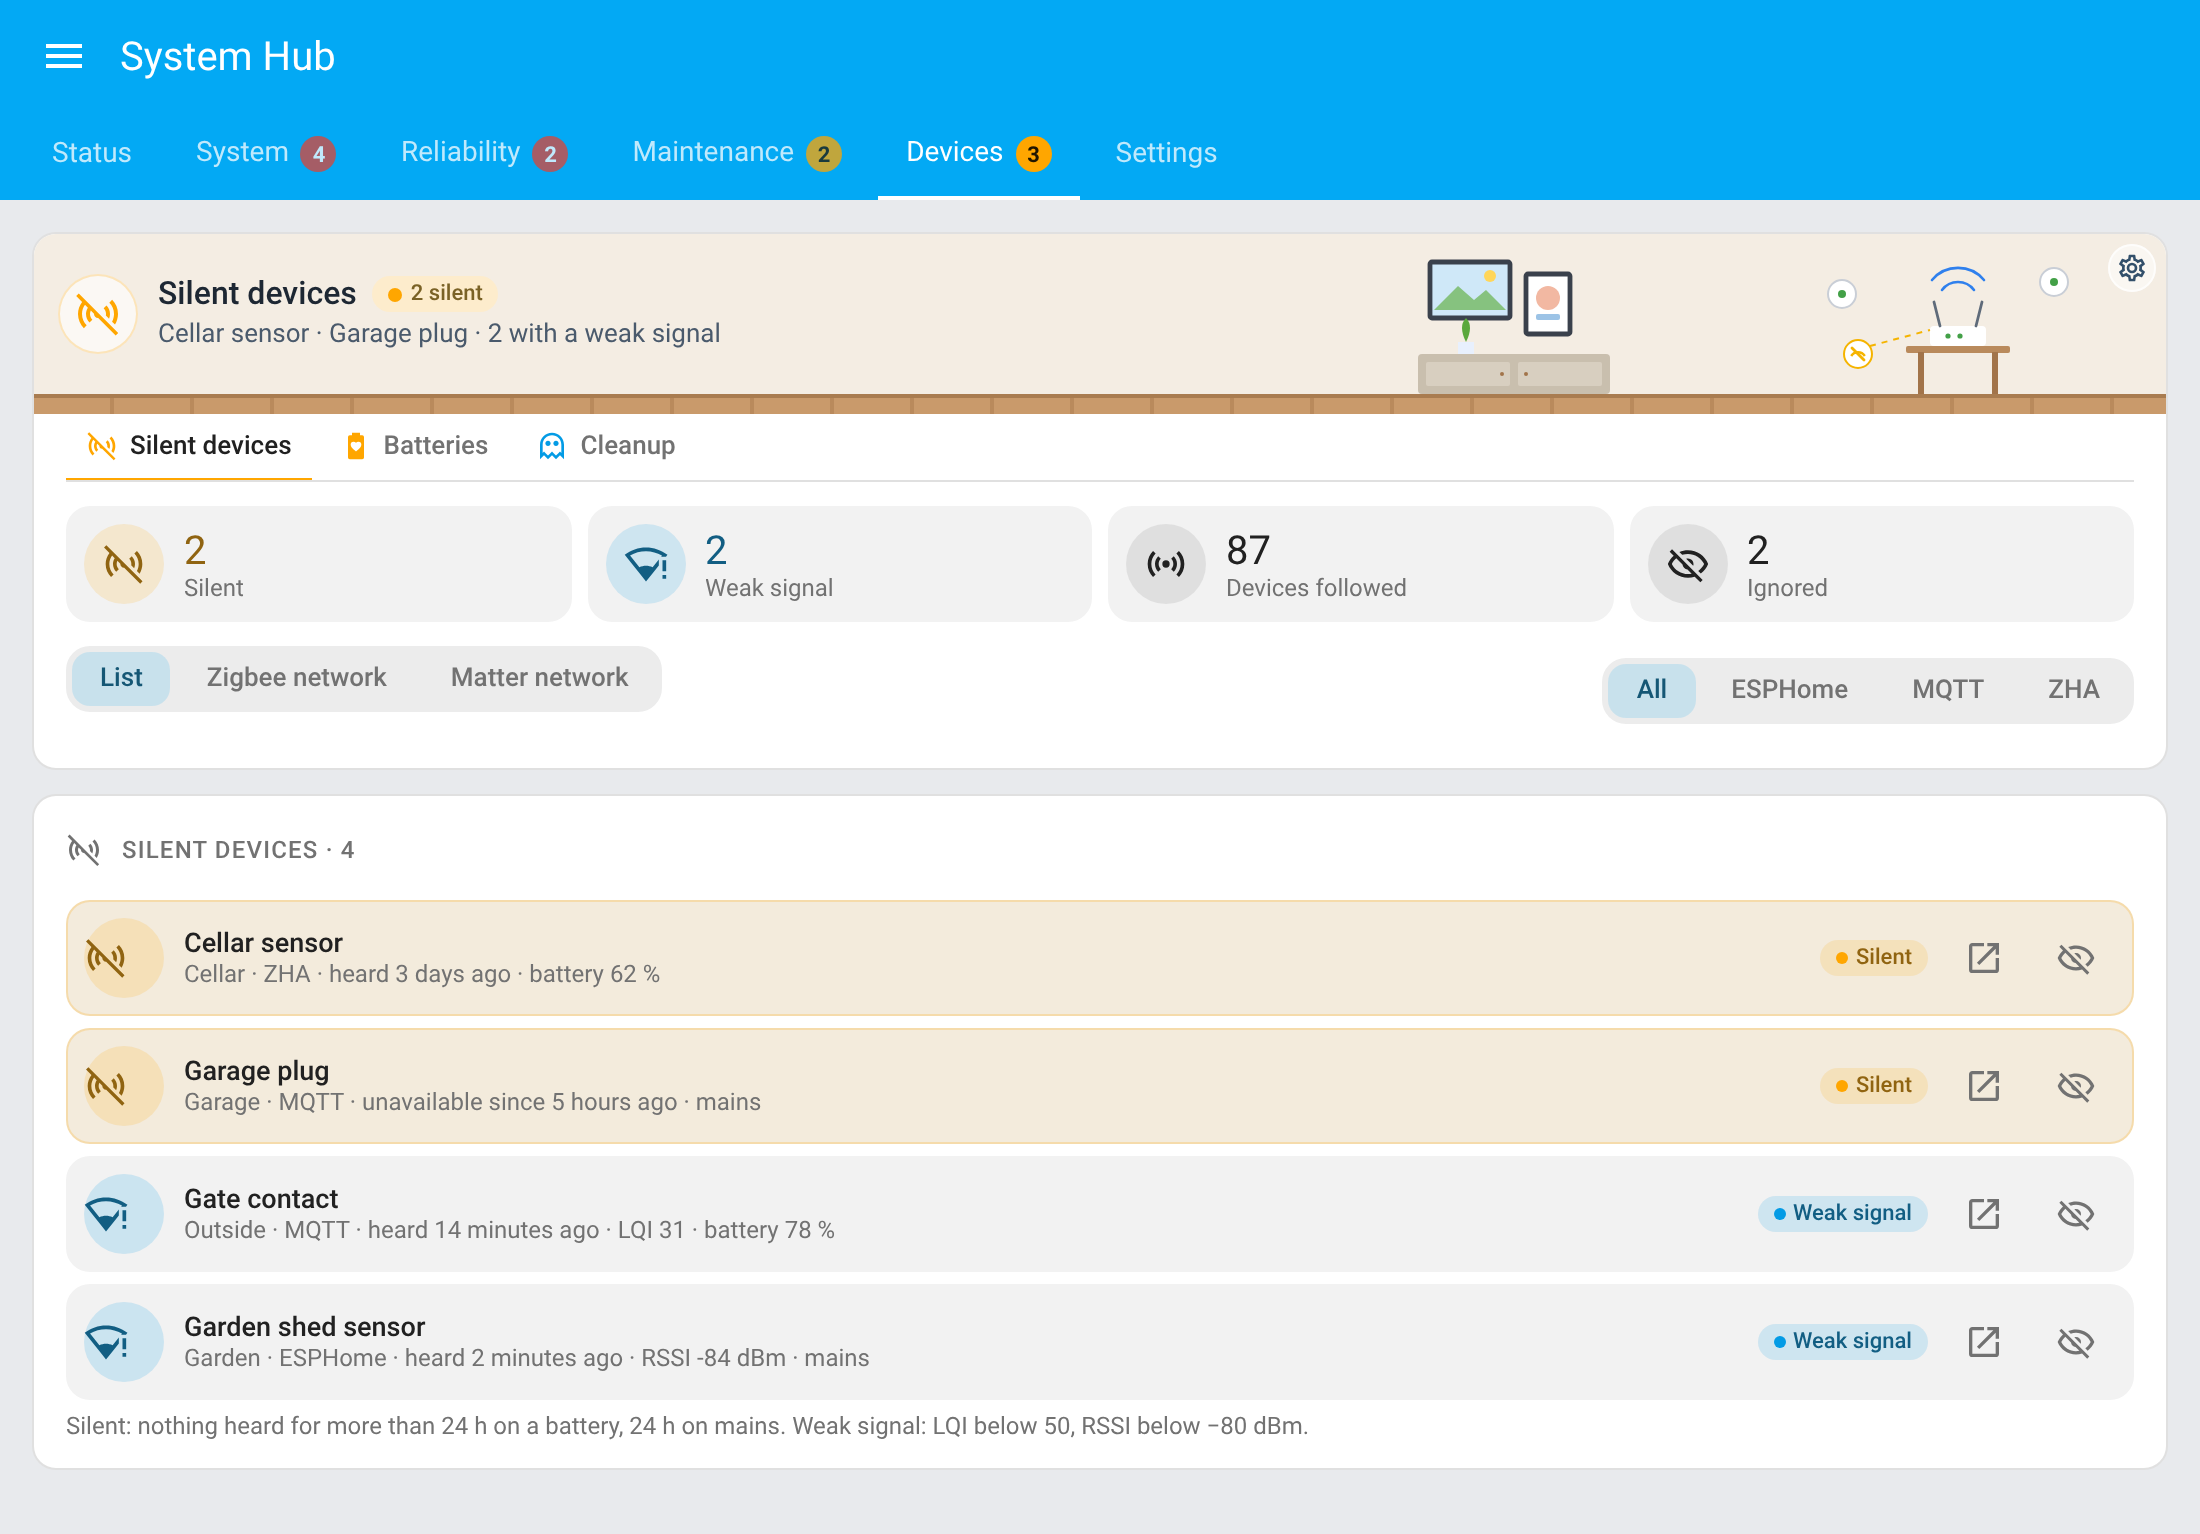 System Hub
Status
System 4
Reliability 2
Maintenance 2
Devices 3
Settings
Silent devices 2 silent
Cellar sensor · Garage plug · 2 with a weak signal
Silent devices
Batteries
Cleanup
2
Silent
2
Weak signal
87
Devices followed
2
Ignored
List
Zigbee network
Matter network
All
ESPHome
MQTT
ZHA
SILENT DEVICES · 4
Cellar sensor
Cellar · ZHA · heard 3 days ago · battery 62 %
Silent
Garage plug
Garage · MQTT · unavailable since 5 hours ago · mains
Silent
Gate contact
Outside · MQTT · heard 14 minutes ago · LQI 31 · battery 78 %
Weak signal
Garden shed sensor
Garden · ESPHome · heard 2 minutes ago · RSSI -84 dBm · mains
Weak signal
Silent: nothing heard for more than 24 h on a battery, 24 h on mains. Weak signal: LQI below 50, RSSI below −80 dBm.